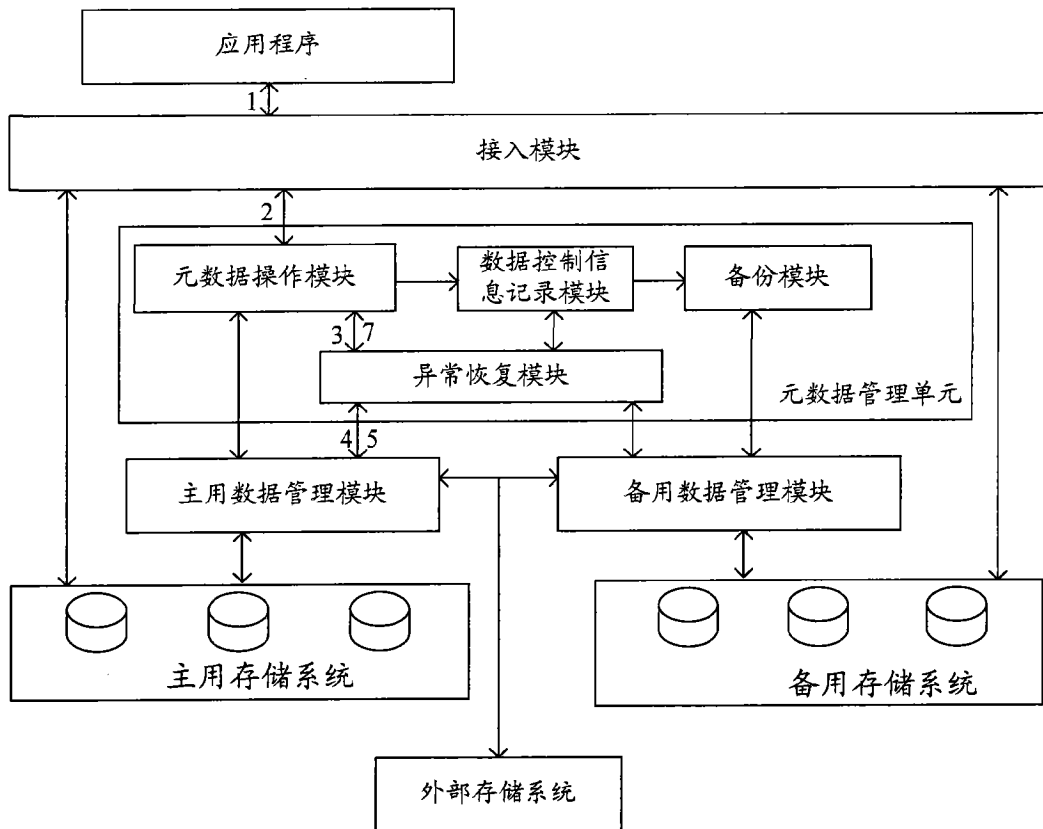 应用程序
1
接入模块
2
元数据操作模块
数据控制信
息记录模块
备份模块
3 7
异常恢复模块
元数据管理单元
4 5
主用数据管理模块
备用数据管理模块
主用存储系统
备用存储系统
外部存储系统